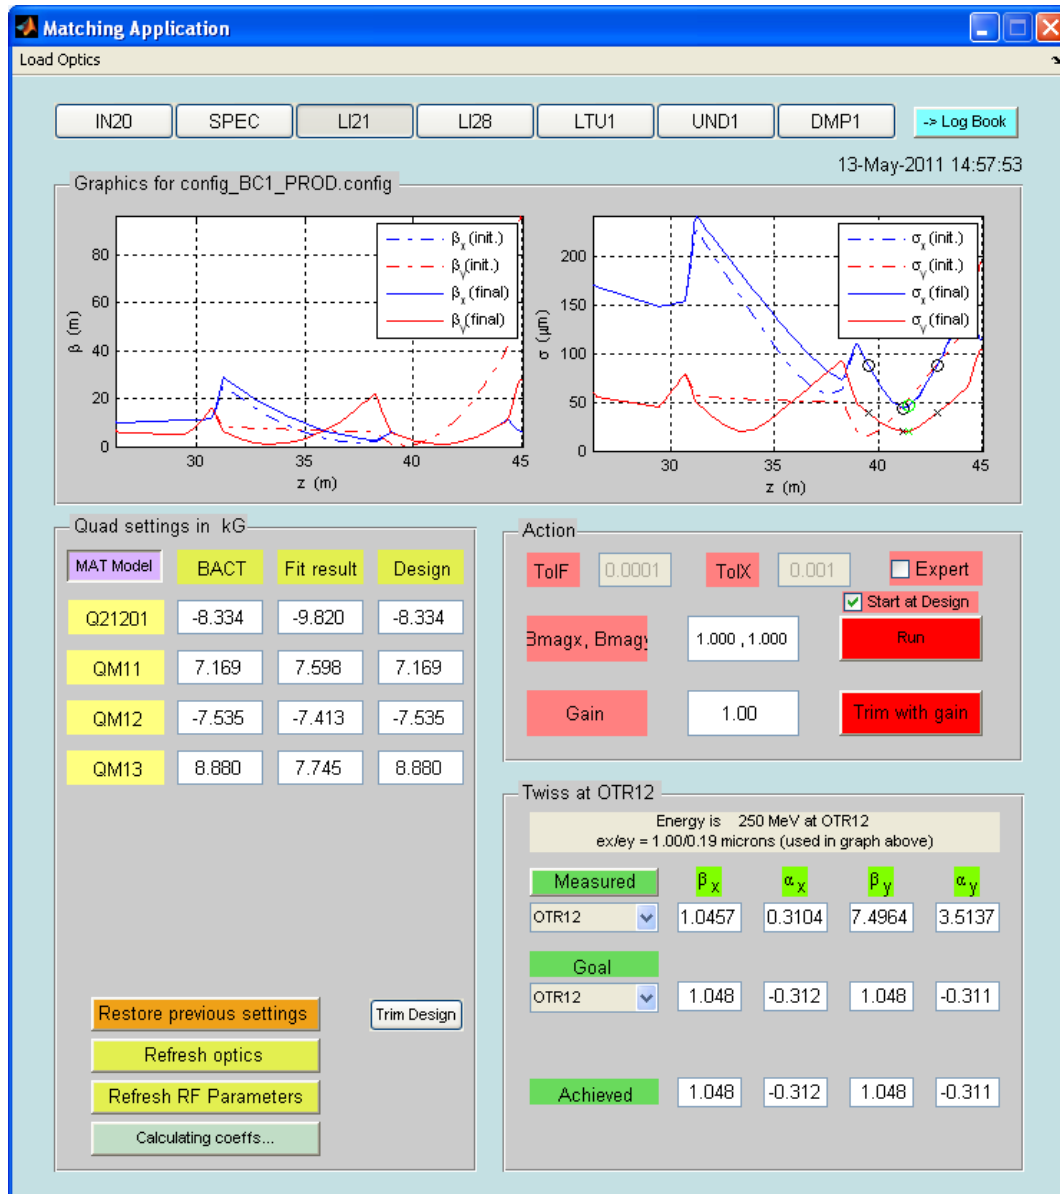 Matching Application
Load Optics
IN20 SPEC LI21 LI28 LTU1 UND1 DMP1 -> Log Book
13-May-2011 14:57:53
Graphics for config_BC1_PROD.config
β (m)
80
60
40
20
0
30 35 40 45
z (m)
βx (init.)
βy (init.)
βx (final)
βy (final)
σ (µm)
200
150
100
50
0
30 35 40 45
z (m)
σx (init.)
σy (init.)
σx (final)
σy (final)
Quad settings in kG
MAT Model BACT Fit result Design
Q21201 -8.334 -9.820 -8.334
QM11 7.169 7.598 7.169
QM12 -7.535 -7.413 -7.535
QM13 8.880 7.745 8.880
Restore previous settings Trim Design
Refresh optics
Refresh RF Parameters
Calculating coeffs...
Action
TolF 0.0001 TolX 0.001 Expert
Start at Design
Bmagx, Bmagy 1.000 , 1.000 Run
Gain 1.00 Trim with gain
Twiss at OTR12
Energy is 250 MeV at OTR12
ex/ey = 1.00/0.19 microns (used in graph above)
Measured βx αx βy αy
OTR12 1.0457 0.3104 7.4964 3.5137
Goal
OTR12 1.048 -0.312 1.048 -0.311
Achieved 1.048 -0.312 1.048 -0.311